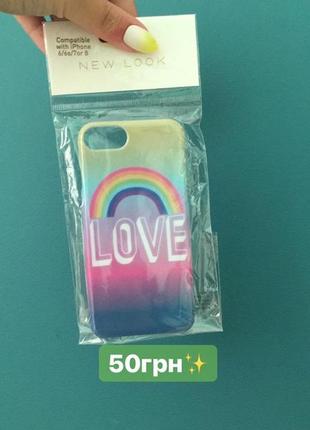 Compatible
with iPhone
6/6s/7or 8
NEW LOOK
LOVE
50грн✨